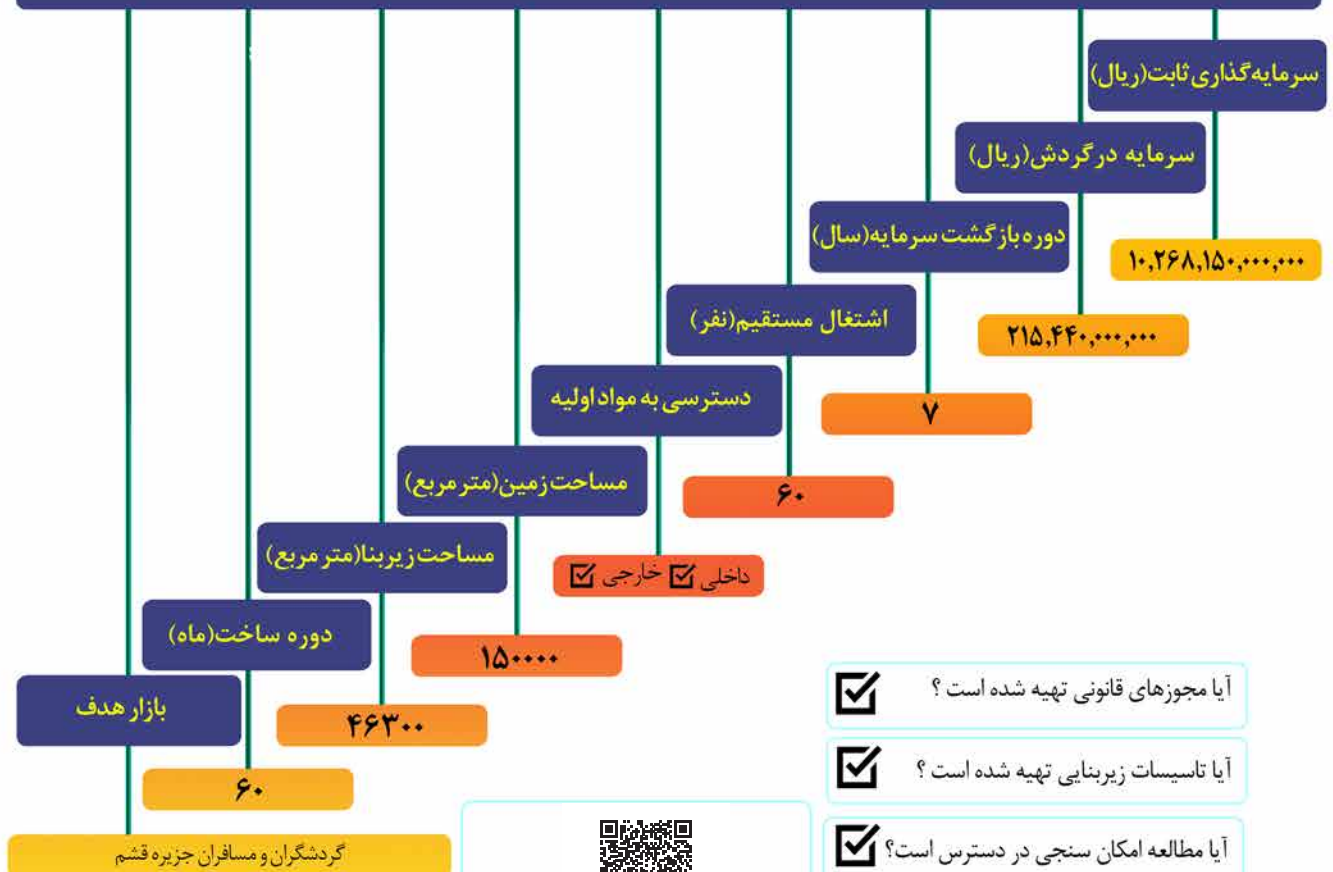 سرمایه‌گذاری ثابت(ریال)
۱۰,۲۶۸,۱۵۰,۰۰۰,۰۰۰
سرمایه در گردش(ریال)
۲۱۵,۴۴۰,۰۰۰,۰۰۰
دوره بازگشت سرمایه(سال)
۷
اشتغال مستقیم(نفر)
۶۰
دسترسی به مواد اولیه
داخلی ☑ خارجی ☑
مساحت زمین(متر مربع)
۱۵۰۰۰۰
مساحت زیربنا(متر مربع)
۴۶۳۰۰
دوره ساخت(ماه)
۶۰
بازار هدف
گردشگران و مسافران جزیره قشم
آیا مجوزهای قانونی تهیه شده است ؟ ☑
آیا تاسیسات زیربنایی تهیه شده است ؟ ☑
آیا مطالعه امکان سنجی در دسترس است؟ ☑